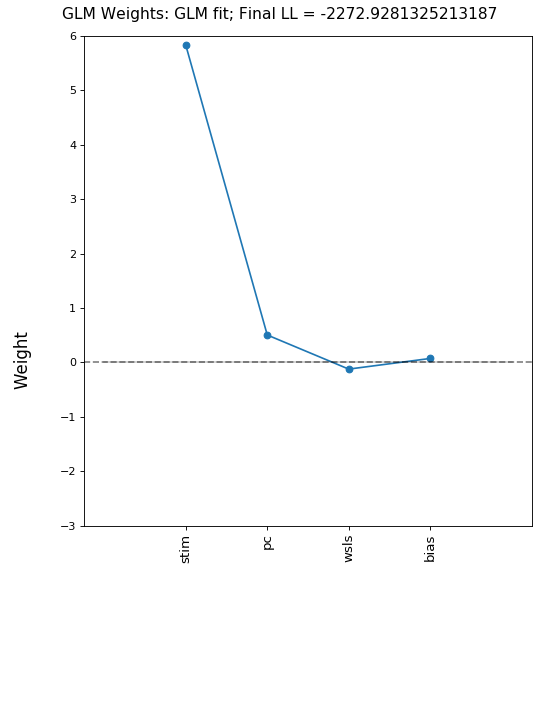 GLM Weights: GLM fit; Final LL = -2272.9281325213187
6
5
4
3
2
1
0
−1
−2
−3
Weight
stim
pc
wsls
bias